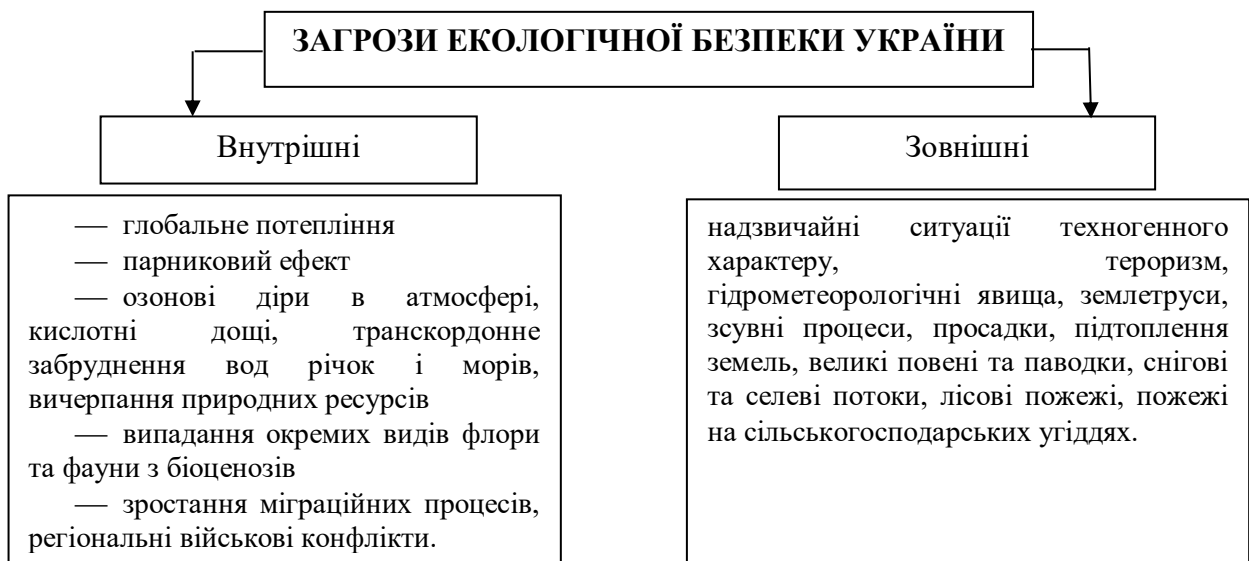 ЗАГРОЗИ ЕКОЛОГІЧНОЇ БЕЗПЕКИ УКРАЇНИ
Внутрішні
— глобальне потепління
— парниковий ефект
— озонові діри в атмосфері,
кислотні дощі, транскордонне
забруднення вод річок і морів,
вичерпання природних ресурсів
— випадання окремих видів флори
та фауни з біоценозів
— зростання міграційних процесів,
регіональні військові конфлікти.
Зовнішні
надзвичайні ситуації техногенного
характеру, тероризм,
гідрометеорологічні явища, землетруси,
зсувні процеси, просадки, підтоплення
земель, великі повені та паводки, снігові
та селеві потоки, лісові пожежі, пожежі
на сільськогосподарських угіддях.